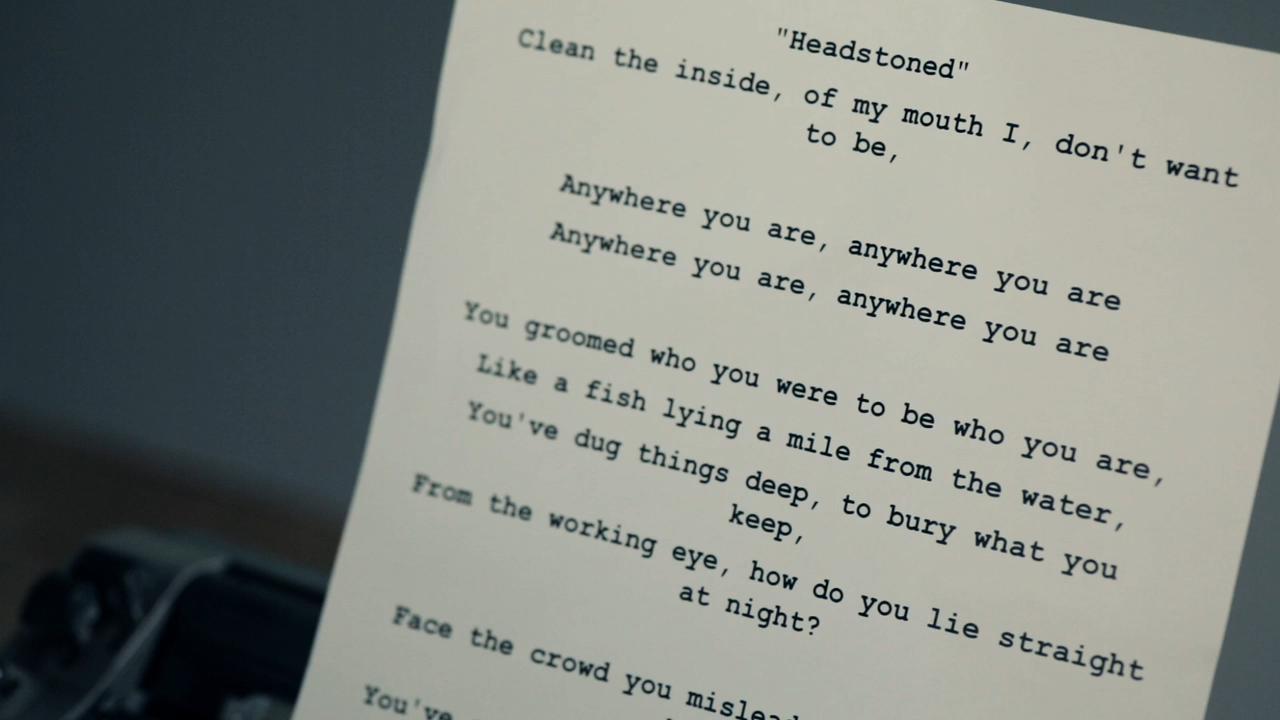 "Headstoned"
Clean the inside, of my mouth I, don't want
to be,
Anywhere you are, anywhere you are
Anywhere you are, anywhere you are
You groomed who you were to be who you are,
Like a fish lying a mile from the water,
You've dug things deep, to bury what you
keep,
From the working eye, how do you lie straight
at night?
Face the crowd you mislead
You've